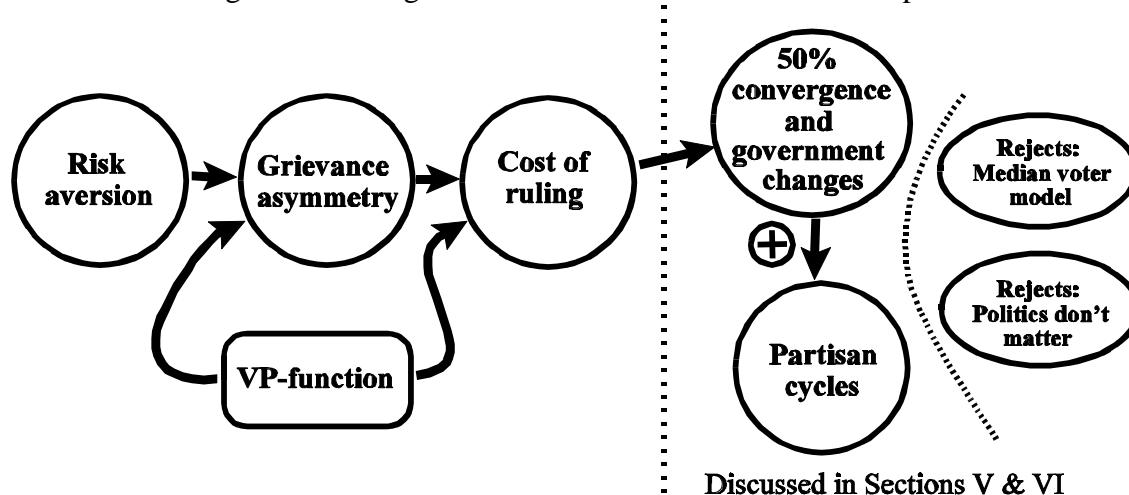 Risk
aversion
Grievance
asymmetry
Cost of
ruling
VP-function
50%
convergence
and
government
changes
+
Partisan
cycles
Rejects:
Median voter
model
Rejects:
Politics don't
matter
Discussed in Sections V & VI